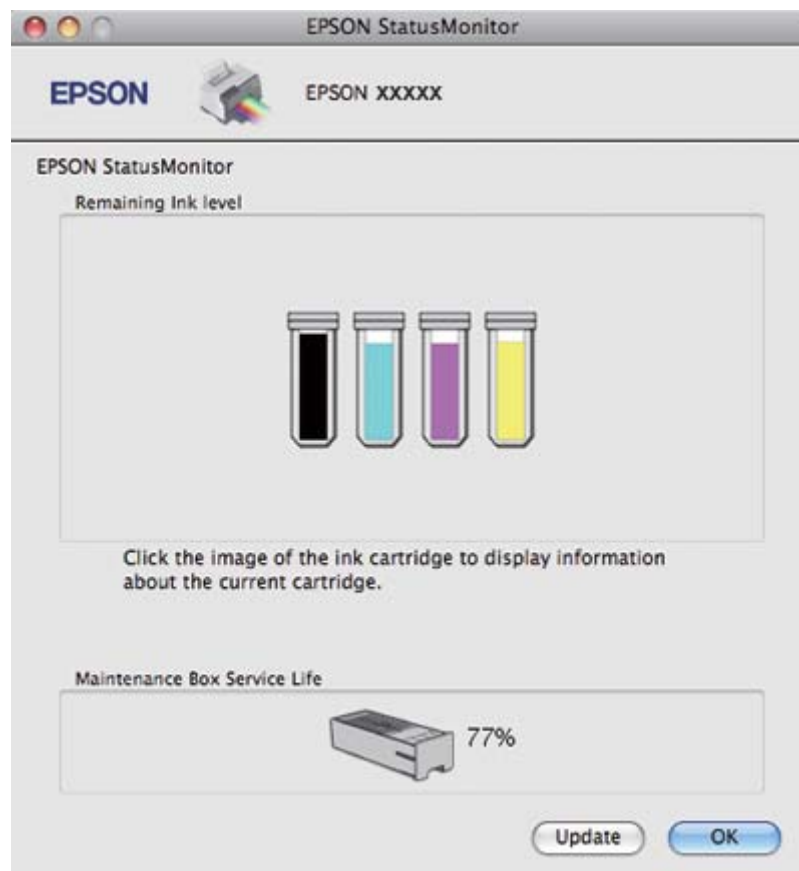 EPSON StatusMonitor
EPSON
EPSON XXXXX
EPSON StatusMonitor
Remaining Ink level
Click the image of the ink cartridge to display information
about the current cartridge.
Maintenance Box Service Life
77%
Update
OK